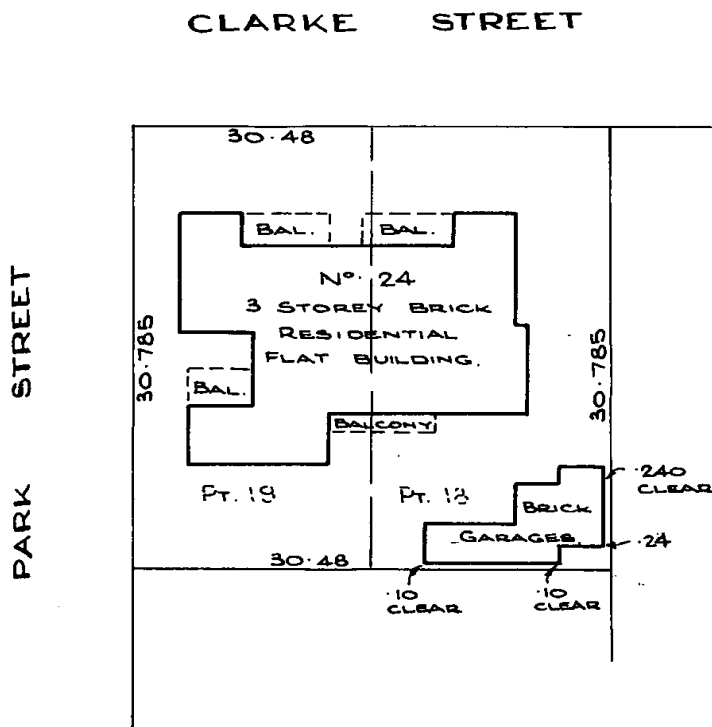 CLARKE STREET
30.48
BAL.
BAL.
No. 24
3 STOREY BRICK
RESIDENTIAL
FLAT BUILDING.
PARK STREET
30.785
30.785
BAL.
BALCONY
PT. 19
PT. 18
BRICK
GARAGES.
.240
CLEAR
.24
30.48
.10
CLEAR
.10
CLEAR